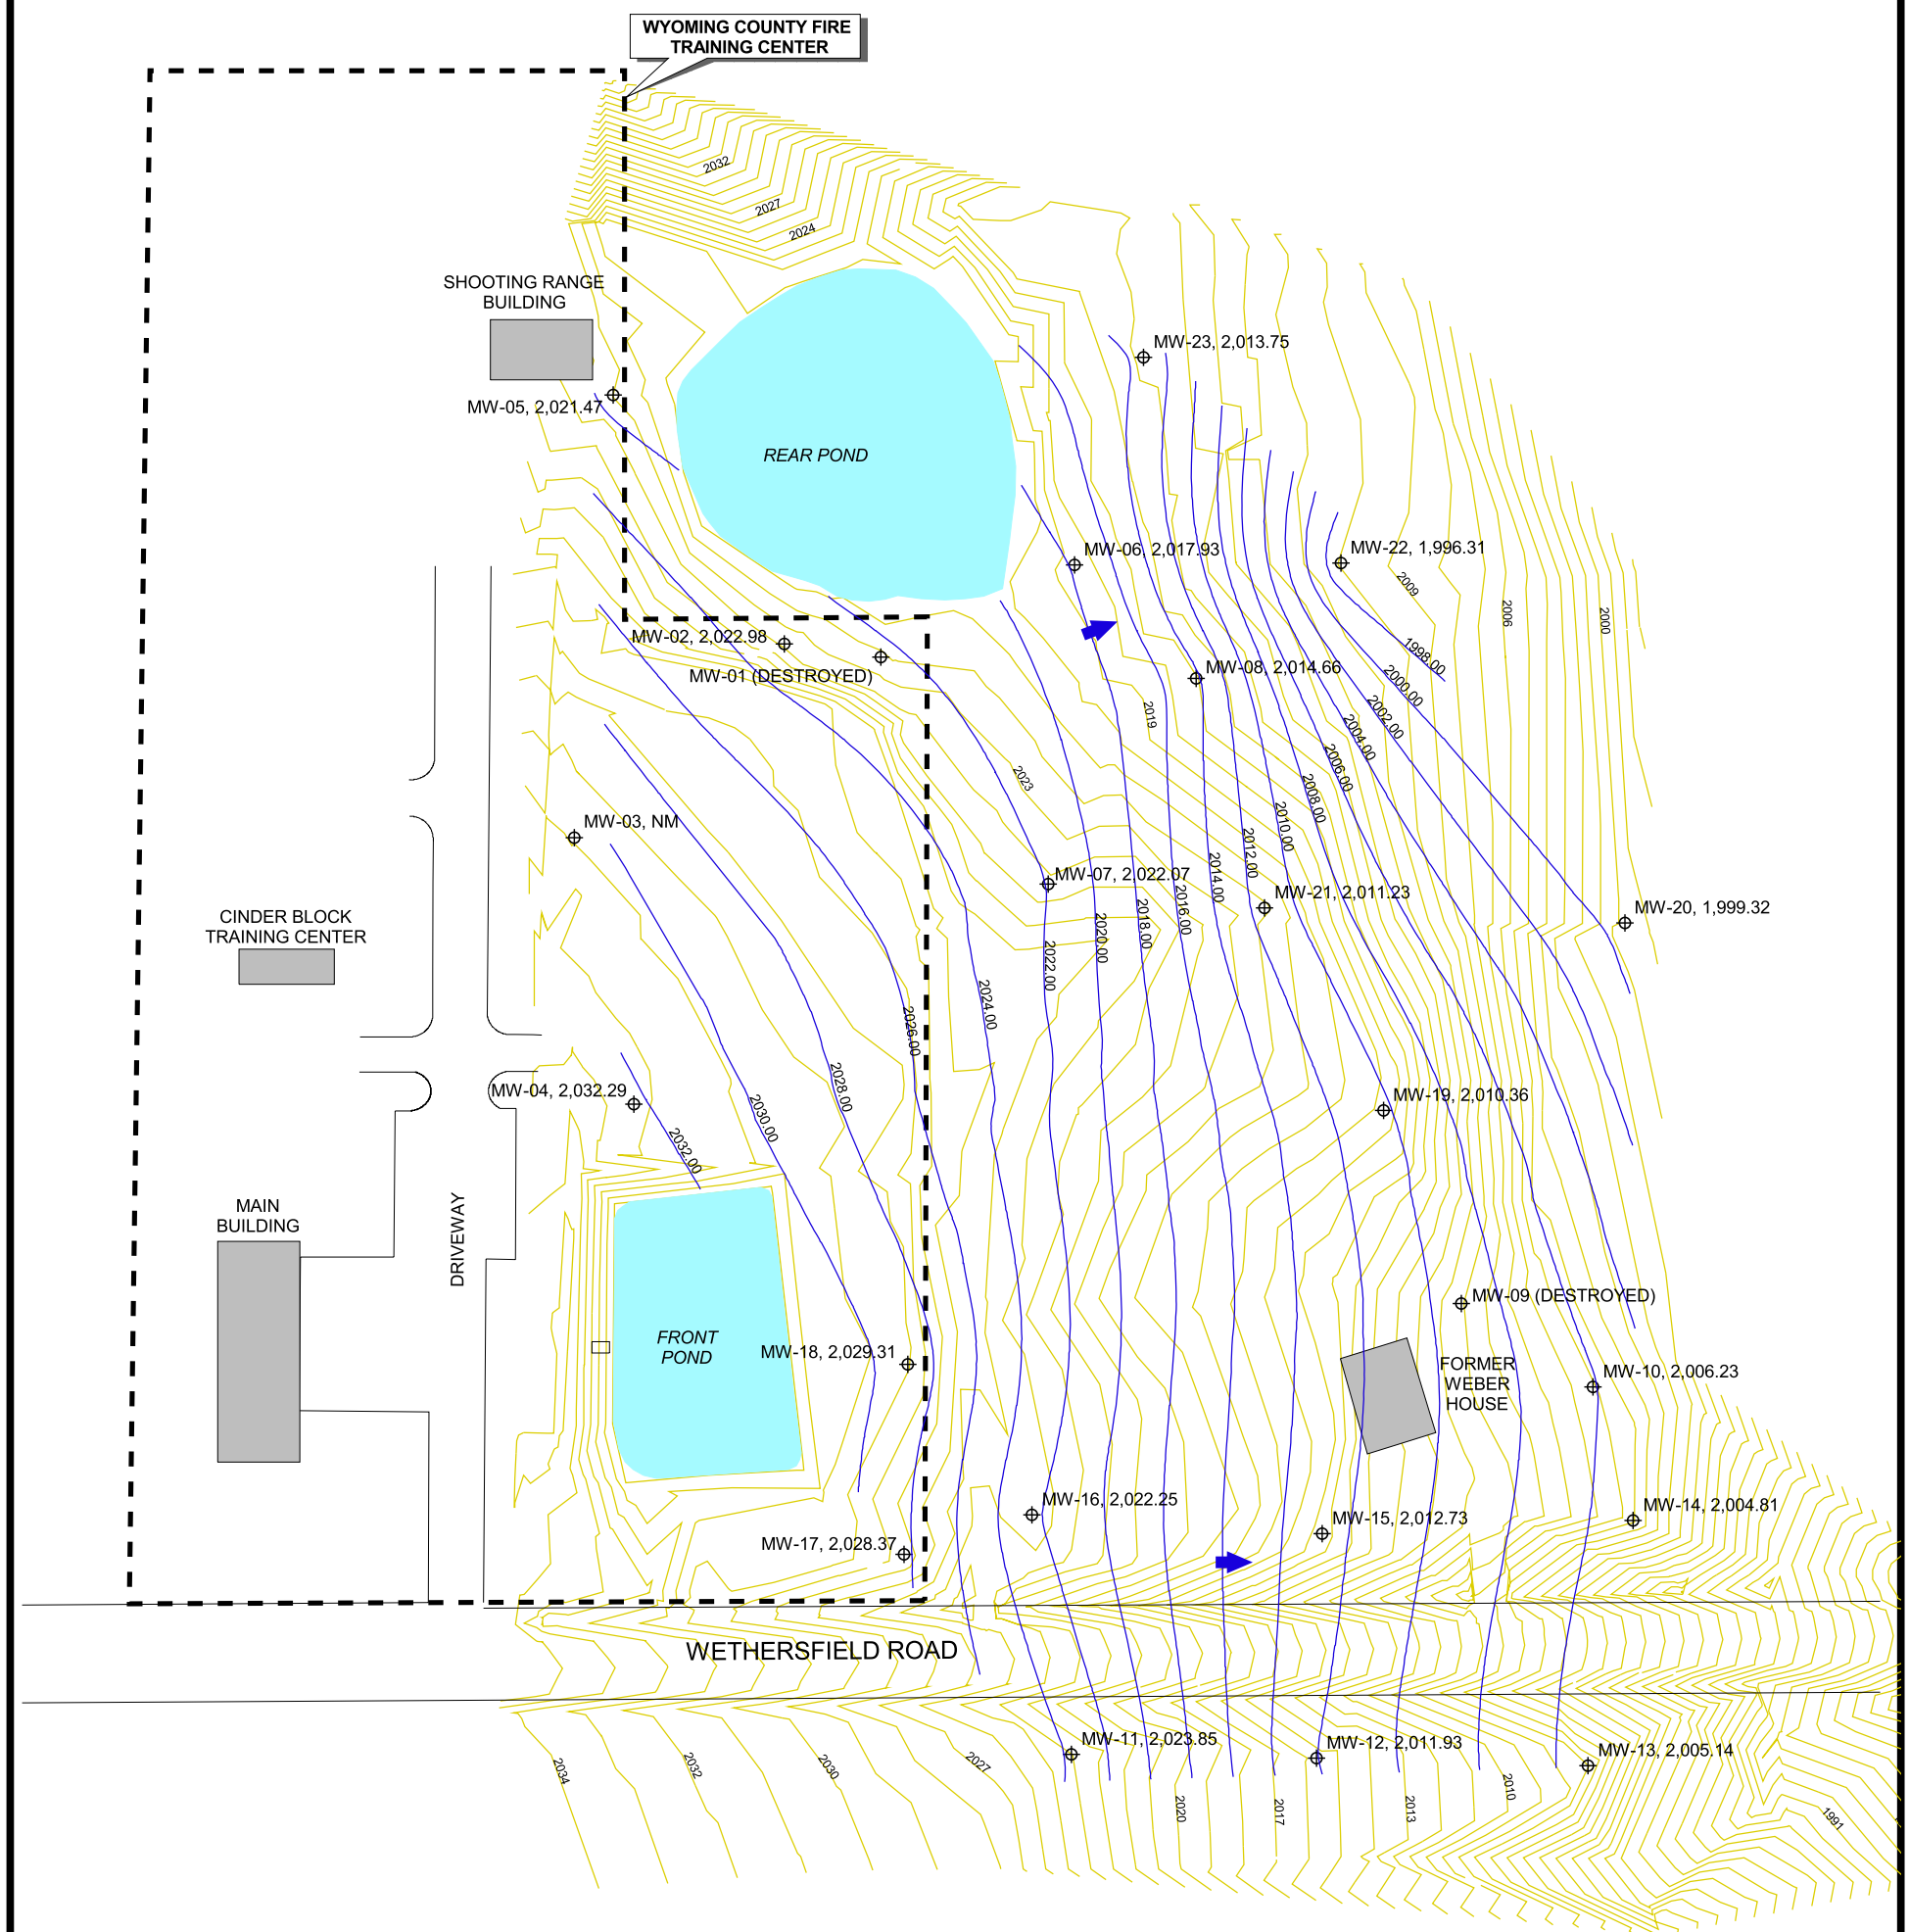 WYOMING COUNTY FIRE
TRAINING CENTER
2032
2027
2024
SHOOTING RANGE
BUILDING
MW-23, 2,013.75
MW-05, 2,021.47
REAR POND
MW-06, 2,017.93
MW-22, 1,996.31
2009
2006
2000
MW-02, 2,022.98
MW-01 (DESTROYED)
MW-08, 2,014.66
1998.00
2000.00
2002.00
2004.00
2006.00
2008.00
2010.00
2012.00
2014.00
2016.00
2018.00
2020.00
2022.00
2024.00
2026.00
2028.00
2030.00
2032.00
2019
2023
MW-03, NM
MW-07, 2,022.07
MW-21, 2,011.23
MW-20, 1,999.32
CINDER BLOCK
TRAINING CENTER
MW-04, 2,032.29
MW-19, 2,010.36
MAIN
BUILDING
DRIVEWAY
MW-09 (DESTROYED)
FRONT
POND
MW-18, 2,029.31
FORMER
WEBER
HOUSE
MW-10, 2,006.23
MW-16, 2,022.25
MW-15, 2,012.73
MW-14, 2,004.81
MW-17, 2,028.37
WETHERSFIELD ROAD
MW-11, 2,023.85
MW-12, 2,011.93
MW-13, 2,005.14
2034
2032
2030
2027
2020
2017
2013
2010
1991